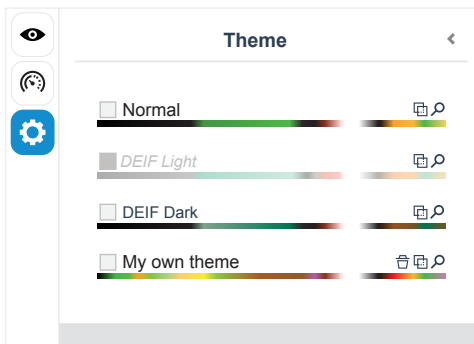 Theme
Normal
DEIF Light
DEIF Dark
My own theme